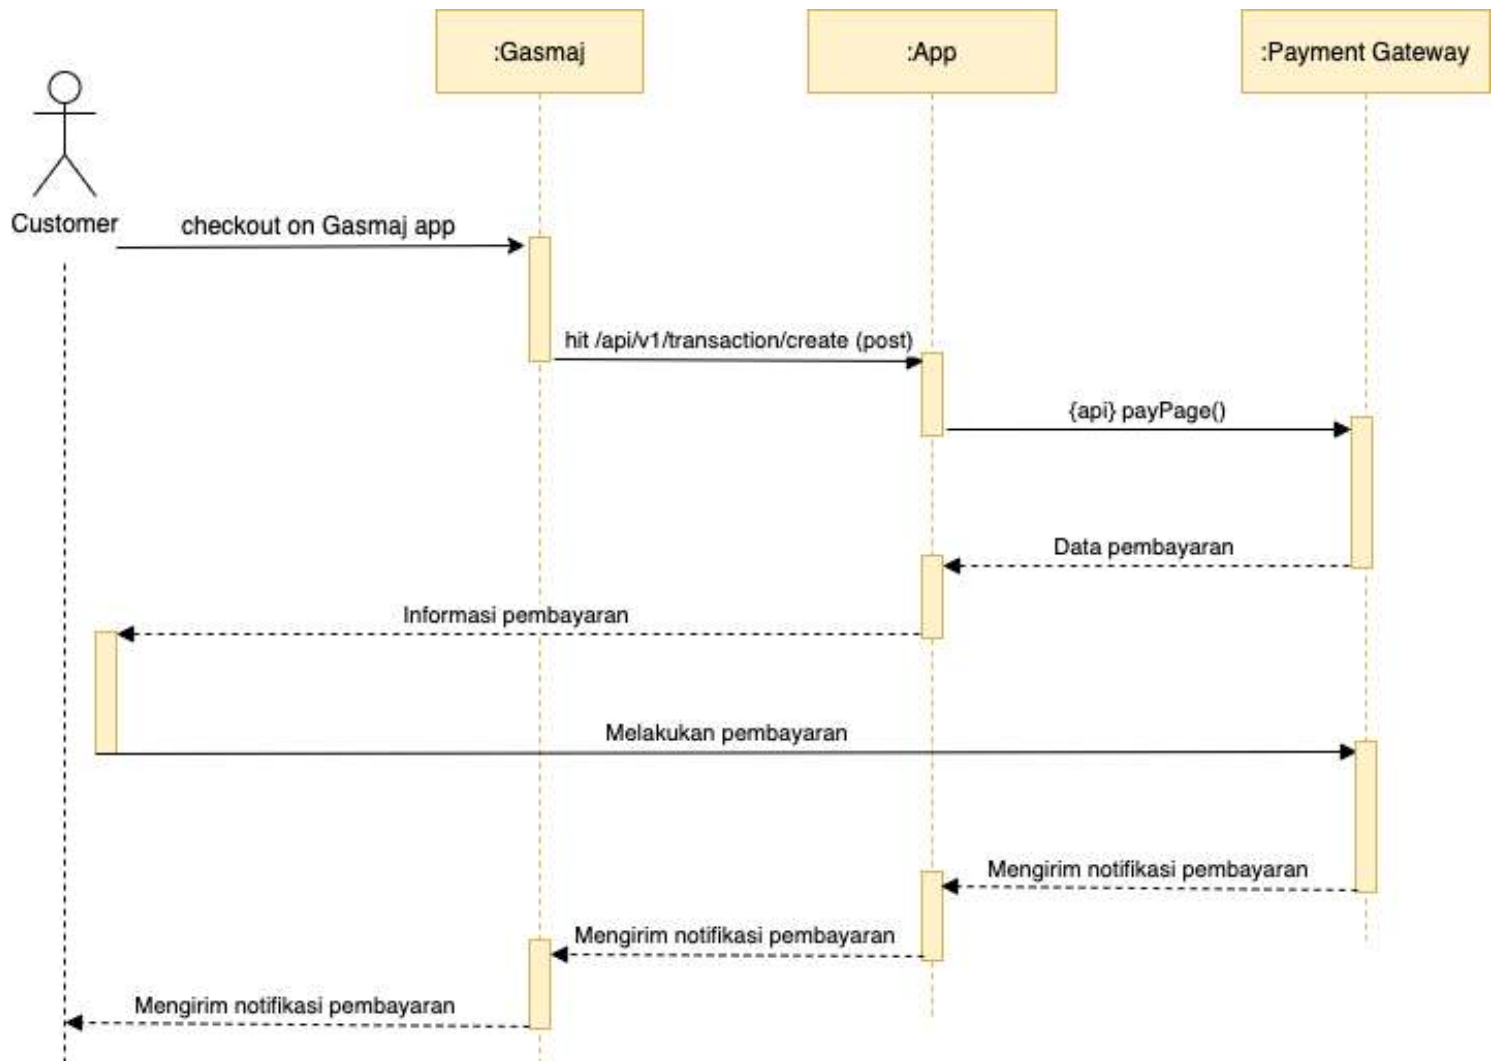 :Gasmaj
:App
:Payment Gateway
Customer
checkout on Gasmaj app
hit /api/v1/transaction/create (post)
{api} payPage()
Data pembayaran
Informasi pembayaran
Melakukan pembayaran
Mengirim notifikasi pembayaran
Mengirim notifikasi pembayaran
Mengirim notifikasi pembayaran